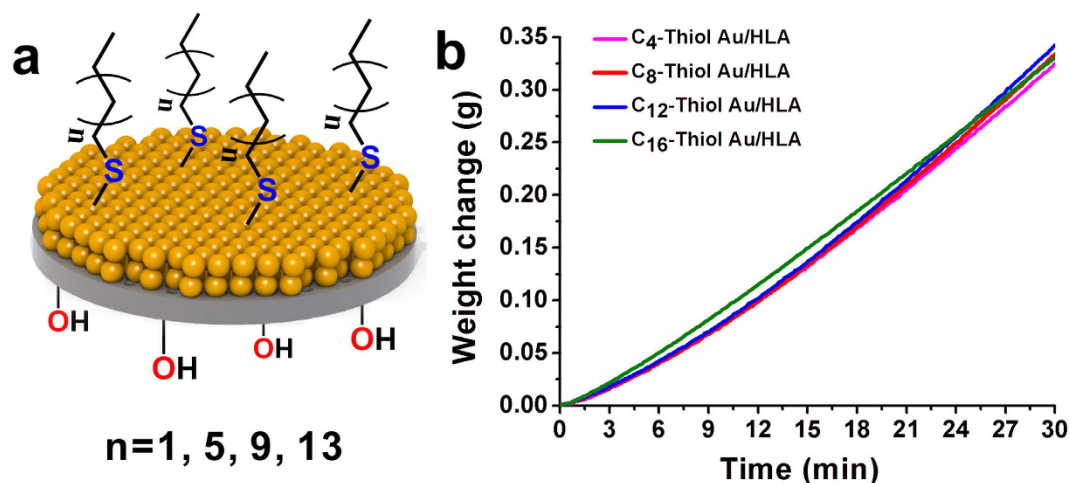 a
n
n
n
n
S
S
S
S
OH
OH
OH
OH
n=1, 5, 9, 13
b
C₄-Thiol Au/HLA
C₈-Thiol Au/HLA
C₁₂-Thiol Au/HLA
C₁₆-Thiol Au/HLA
Weight change (g)
0.35
0.30
0.25
0.20
0.15
0.10
0.05
0.00
0 3 6 9 12 15 18 21 24 27 30
Time (min)